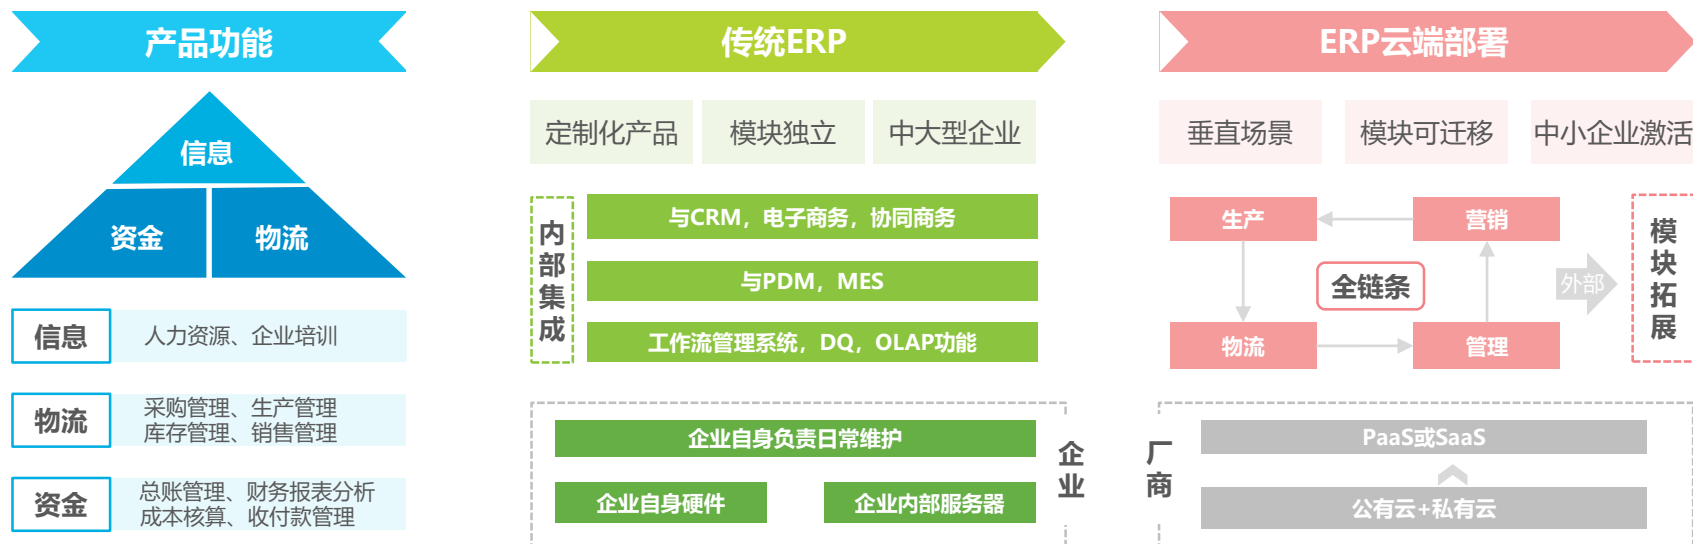 产品功能
信息
资金
物流
信息
人力资源、企业培训
物流
采购管理、生产管理
库存管理、销售管理
资金
总账管理、财务报表分析
成本核算、收付款管理
传统ERP
定制化产品
模块独立
中大型企业
内部集成
与CRM，电子商务，协同商务
与PDM，MES
工作流管理系统，DQ，OLAP功能
企业自身负责日常维护
企业自身硬件
企业内部服务器
企业
ERP云端部署
垂直场景
模块可迁移
中小企业激活
生产
营销
全链条
物流
管理
外部
模块拓展
厂商
PaaS或SaaS
公有云+私有云